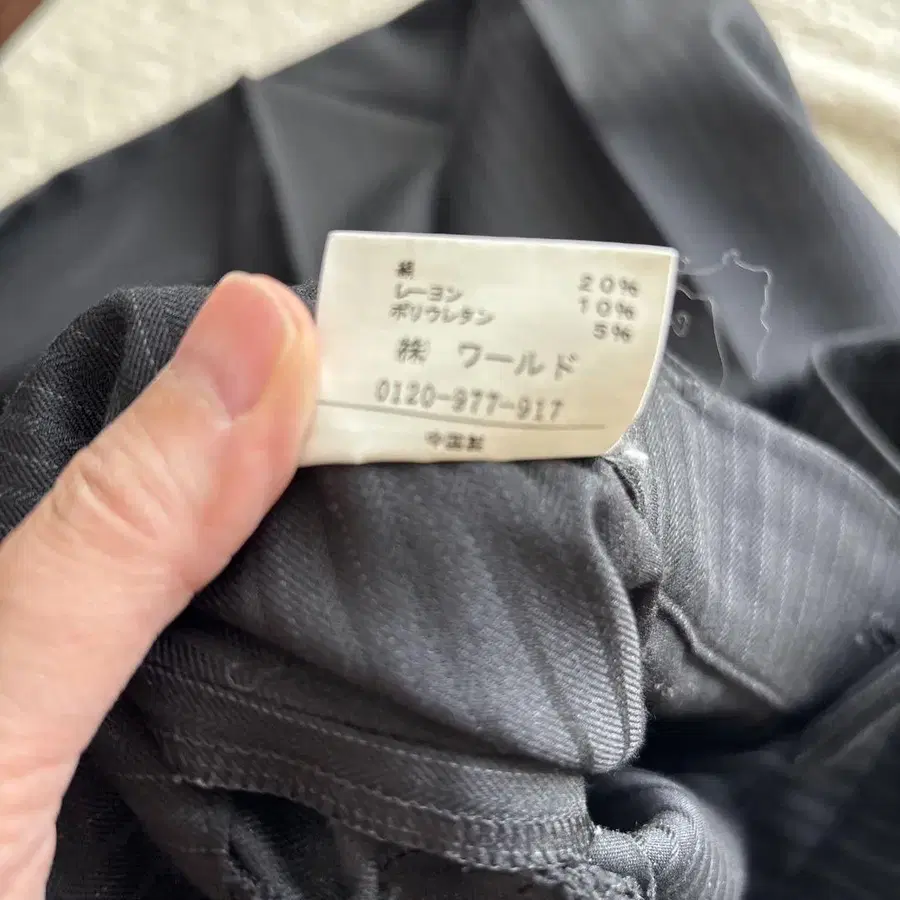 綿 20%
レーヨン 10%
ポリウレタン 5%
㈱ ワールド
0120-977-917
中国製